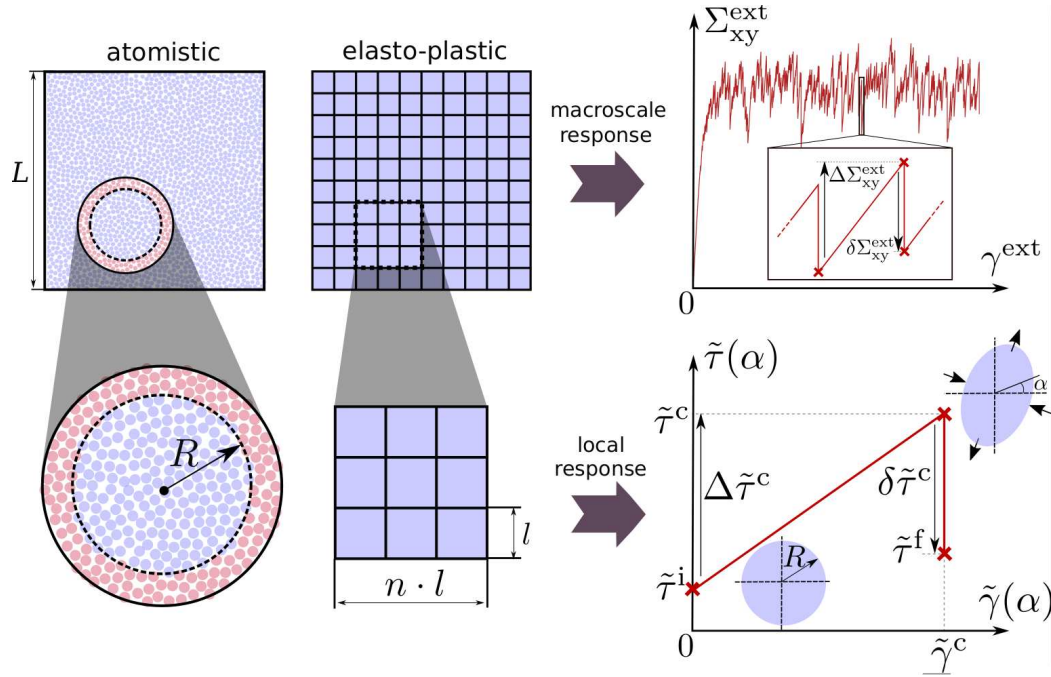 atomistic
elasto-plastic
L
R
n · l
l
macroscale
response
local
response
Σ_xy^ext
ΔΣ_xy^ext
δΣ_xy^ext
γ^ext
0
τ̃(α)
τ̃^c
Δτ̃^c
δτ̃^c
τ̃^f
τ̃^i
R
α
0
γ̃^c
γ̃(α)